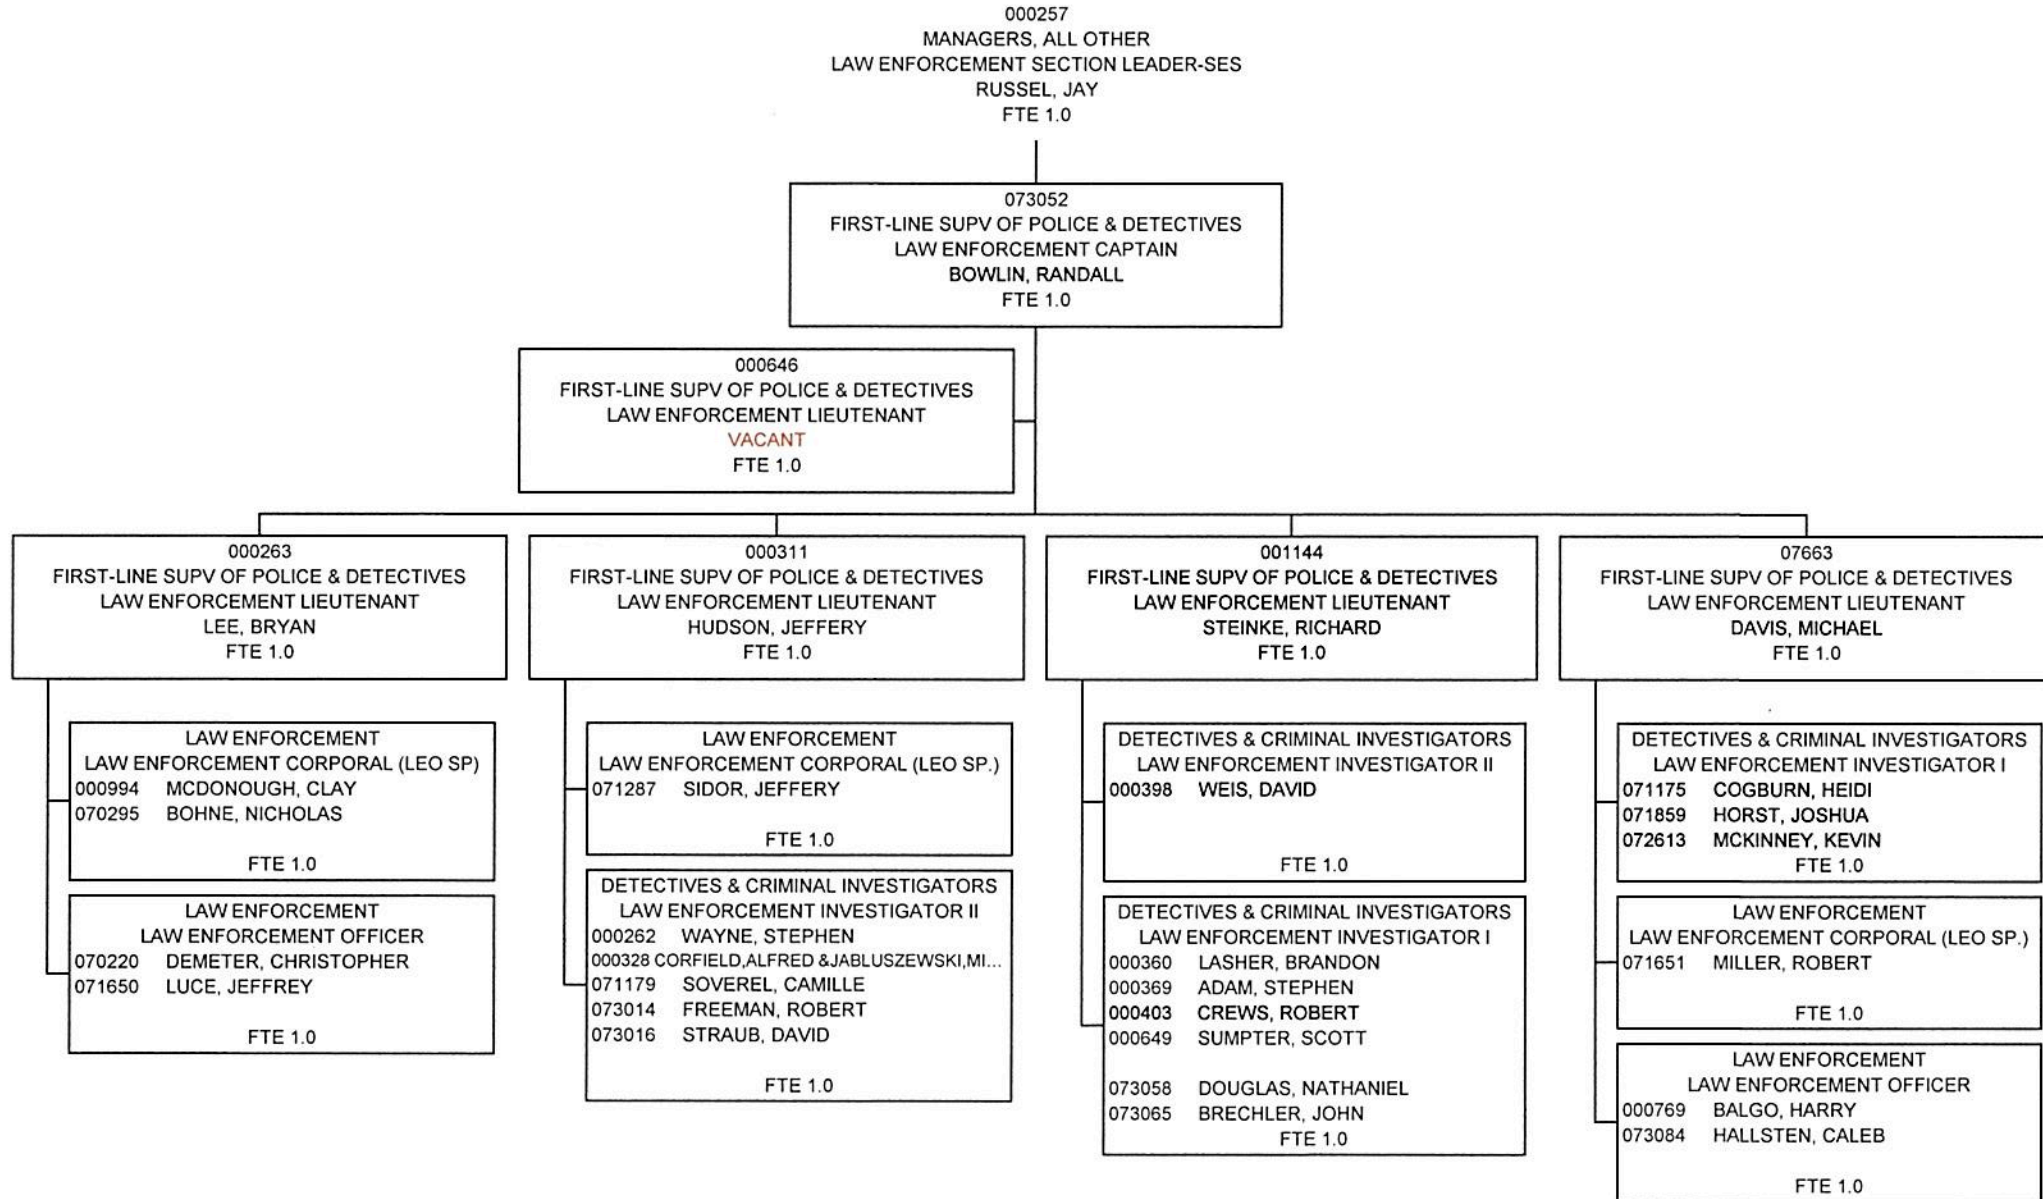 000257
MANAGERS, ALL OTHER
LAW ENFORCEMENT SECTION LEADER-SES
RUSSEL, JAY
FTE 1.0
073052
FIRST-LINE SUPV OF POLICE & DETECTIVES
LAW ENFORCEMENT CAPTAIN
BOWLIN, RANDALL
FTE 1.0
000646
FIRST-LINE SUPV OF POLICE & DETECTIVES
LAW ENFORCEMENT LIEUTENANT
VACANT
FTE 1.0
000263
FIRST-LINE SUPV OF POLICE & DETECTIVES
LAW ENFORCEMENT LIEUTENANT
LEE, BRYAN
FTE 1.0
LAW ENFORCEMENT
LAW ENFORCEMENT CORPORAL (LEO SP)
000994 MCDONOUGH, CLAY
070295 BOHNE, NICHOLAS
FTE 1.0
LAW ENFORCEMENT
LAW ENFORCEMENT OFFICER
070220 DEMETER, CHRISTOPHER
071650 LUCE, JEFFREY
FTE 1.0
000311
FIRST-LINE SUPV OF POLICE & DETECTIVES
LAW ENFORCEMENT LIEUTENANT
HUDSON, JEFFERY
FTE 1.0
LAW ENFORCEMENT
LAW ENFORCEMENT CORPORAL (LEO SP.)
071287 SIDOR, JEFFERY
FTE 1.0
DETECTIVES & CRIMINAL INVESTIGATORS
LAW ENFORCEMENT INVESTIGATOR II
000262 WAYNE, STEPHEN
000328 CORFIELD,ALFRED &JABLUSZEWSKI,MI...
071179 SOVEREL, CAMILLE
073014 FREEMAN, ROBERT
073016 STRAUB, DAVID
FTE 1.0
001144
FIRST-LINE SUPV OF POLICE & DETECTIVES
LAW ENFORCEMENT LIEUTENANT
STEINKE, RICHARD
FTE 1.0
DETECTIVES & CRIMINAL INVESTIGATORS
LAW ENFORCEMENT INVESTIGATOR II
000398 WEIS, DAVID
FTE 1.0
DETECTIVES & CRIMINAL INVESTIGATORS
LAW ENFORCEMENT INVESTIGATOR I
000360 LASHER, BRANDON
000369 ADAM, STEPHEN
000403 CREWS, ROBERT
000649 SUMPTER, SCOTT
073058 DOUGLAS, NATHANIEL
073065 BRECHLER, JOHN
FTE 1.0
07663
FIRST-LINE SUPV OF POLICE & DETECTIVES
LAW ENFORCEMENT LIEUTENANT
DAVIS, MICHAEL
FTE 1.0
DETECTIVES & CRIMINAL INVESTIGATORS
LAW ENFORCEMENT INVESTIGATOR I
071175 COGBURN, HEIDI
071859 HORST, JOSHUA
072613 MCKINNEY, KEVIN
FTE 1.0
LAW ENFORCEMENT
LAW ENFORCEMENT CORPORAL (LEO SP.)
071651 MILLER, ROBERT
FTE 1.0
LAW ENFORCEMENT
LAW ENFORCEMENT OFFICER
000769 BALGO, HARRY
073084 HALLSTEN, CALEB
FTE 1.0